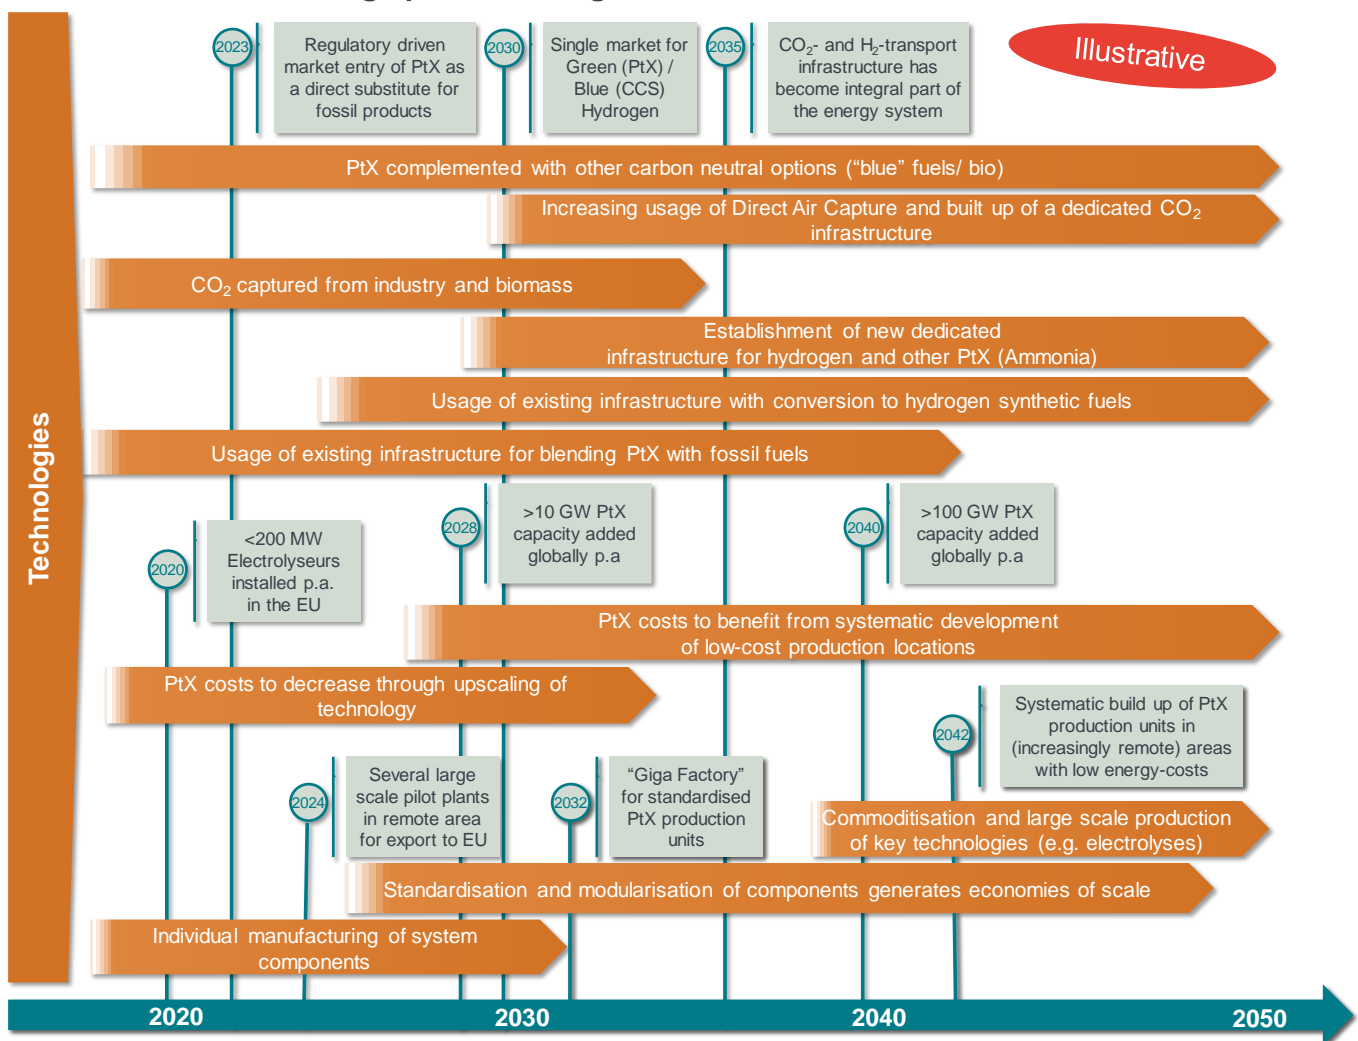 2023
Regulatory driven
market entry of PtX as
a direct substitute for
fossil products
2030
Single market for
Green (PtX) /
Blue (CCS)
Hydrogen
2035
CO₂- and H₂-transport
infrastructure has
become integral part of
the energy system
Illustrative
PtX complemented with other carbon neutral options (“blue” fuels/ bio)
Increasing usage of Direct Air Capture and built up of a dedicated CO₂
infrastructure
CO₂ captured from industry and biomass
Establishment of new dedicated
infrastructure for hydrogen and other PtX (Ammonia)
Usage of existing infrastructure with conversion to hydrogen synthetic fuels
Usage of existing infrastructure for blending PtX with fossil fuels
Technologies
2020
<200 MW
Electrolyseurs
installed p.a.
in the EU
2028
>10 GW PtX
capacity added
globally p.a
2040
>100 GW PtX
capacity added
globally p.a
PtX costs to benefit from systematic development
of low-cost production locations
PtX costs to decrease through upscaling of
technology
2042
Systematic build up of PtX
production units in
(increasingly remote) areas
with low energy-costs
2024
Several large
scale pilot plants
in remote area
for export to EU
2032
“Giga Factory”
for standardised
PtX production
units
Commoditisation and large scale production
of key technologies (e.g. electrolyses)
Standardisation and modularisation of components generates economies of scale
Individual manufacturing of system
components
2020
2030
2040
2050